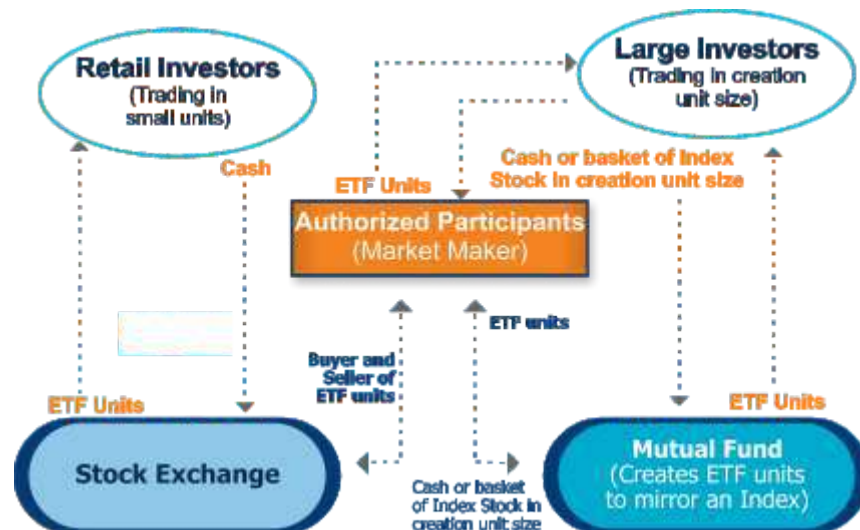 Retail Investors
(Trading in
small units)
Large Investors
(Trading in creation
unit size)
Cash
ETF Units
Cash or basket of Index
Stock in creation unit size
Authorized Participants
(Market Maker)
ETF units
Buyer and
Seller of
ETF units
ETF Units
ETF Units
Stock Exchange
Mutual Fund
(Creates ETF units
to mirror an Index)
Cash or basket
of Index Stock in
creation unit size